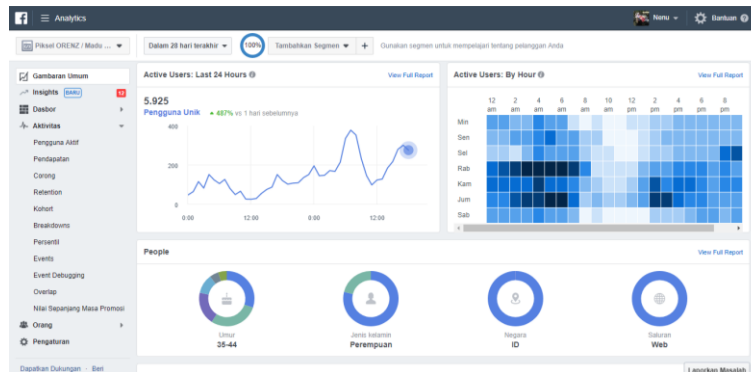 f Analytics
Nenu
Bantuan
Piksel ORENZ / Madu ...
Dalam 28 hari terakhir
100%
Tambahkan Segmen
+
Gunakan segmen untuk mempelajari tentang pelanggan Anda
Gambaran Umum
Insights BARU 13
Dasbor
Aktivitas
Pengguna Aktif
Pendapatan
Corong
Retention
Kohort
Breakdowns
Persentil
Events
Event Debugging
Overlap
Nilai Sepanjang Masa Promosi
Orang
Pengaturan
Dapatkan Dukungan · Beri
Active Users: Last 24 Hours
View Full Report
5.925
Pengguna Unik
487% vs 1 hari sebelumnya
400
200
0
0:00 12:00 0:00 12:00
Active Users: By Hour
View Full Report
12 2 4 6 8 10 12 2 4 6 8
am am am am am am pm pm pm pm pm
Min
Sen
Sel
Rab
Kam
Jum
Sab
People
View Full Report
Umur
35-44
Jenis kelamin
Perempuan
Negara
ID
Saluran
Web
Laporkan Masalah